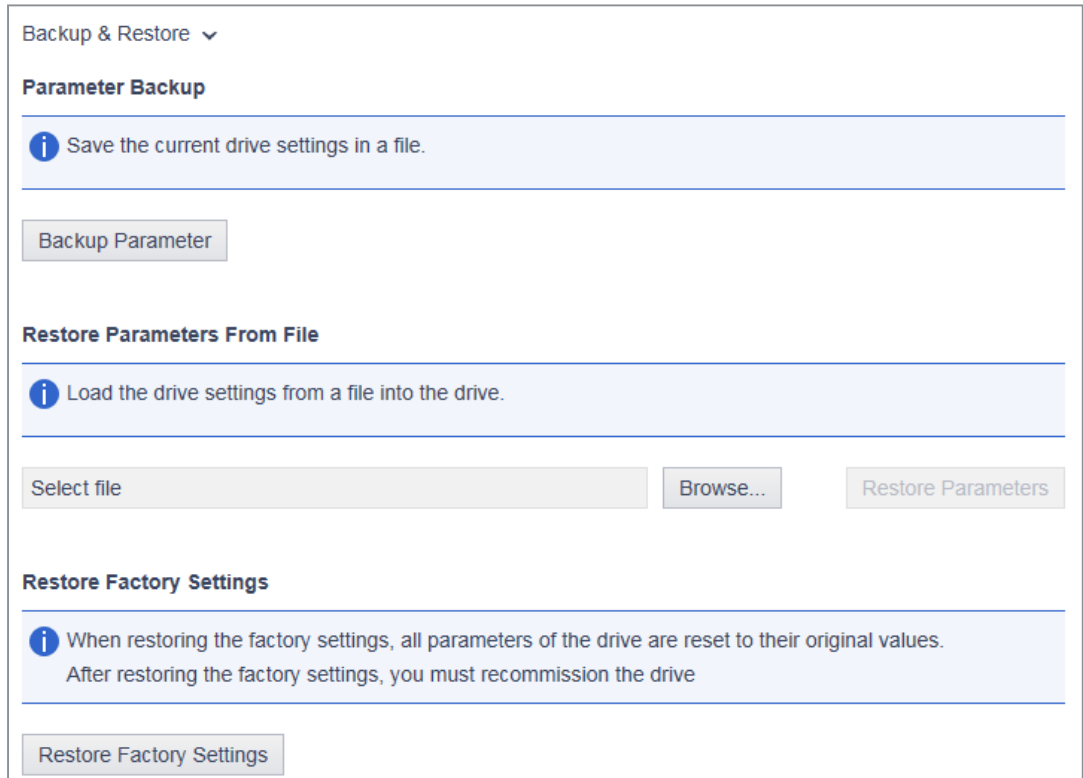 Backup & Restore
Parameter Backup
Save the current drive settings in a file.
Backup Parameter
Restore Parameters From File
Load the drive settings from a file into the drive.
Select file Browse... Restore Parameters
Restore Factory Settings
When restoring the factory settings, all parameters of the drive are reset to their original values.
After restoring the factory settings, you must recommission the drive
Restore Factory Settings